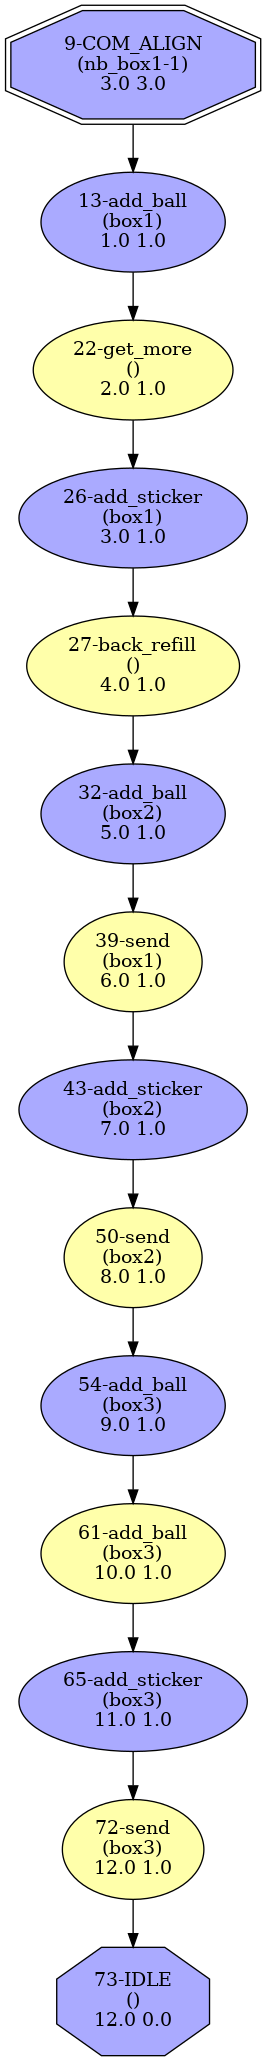 9-COM_ALIGN
(nb_box1-1)
3.0 3.0
13-add_ball
(box1)
1.0 1.0
22-get_more
()
2.0 1.0
26-add_sticker
(box1)
3.0 1.0
27-back_refill
()
4.0 1.0
32-add_ball
(box2)
5.0 1.0
39-send
(box1)
6.0 1.0
43-add_sticker
(box2)
7.0 1.0
50-send
(box2)
8.0 1.0
54-add_ball
(box3)
9.0 1.0
61-add_ball
(box3)
10.0 1.0
65-add_sticker
(box3)
11.0 1.0
72-send
(box3)
12.0 1.0
73-IDLE
()
12.0 0.0